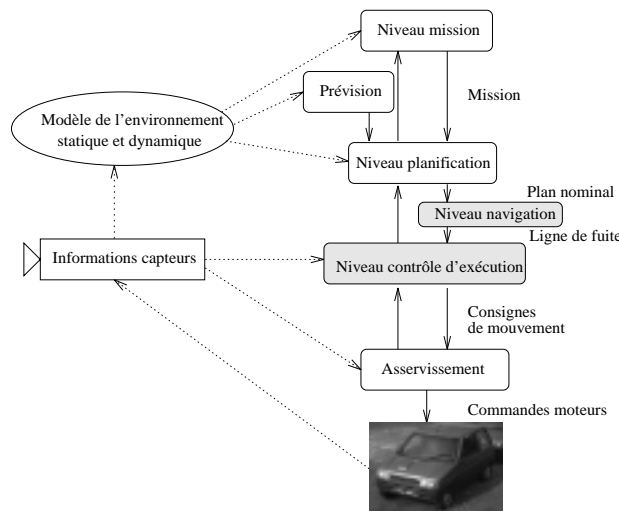 Niveau mission
Prévision
Mission
Modèle de l'environnement
statique et dynamique
Niveau planification
Plan nominal
Niveau navigation
Ligne de fuite
Informations capteurs
Niveau contrôle d'exécution
Consignes
de mouvement
Asservissement
Commandes moteurs